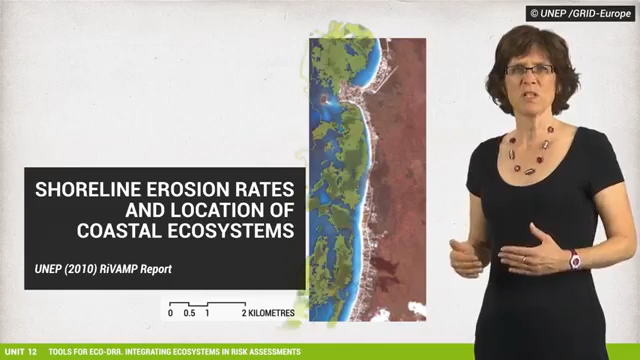 © UNEP /GRID-Europe
SHORELINE EROSION RATES
AND LOCATION OF
COASTAL ECOSYSTEMS
UNEP (2010) RiVAMP Report
0 0.5 1 2 KILOMETRES
UNIT 12 TOOLS FOR ECO-DRR. INTEGRATING ECOSYSTEMS IN RISK ASSESSMENTS